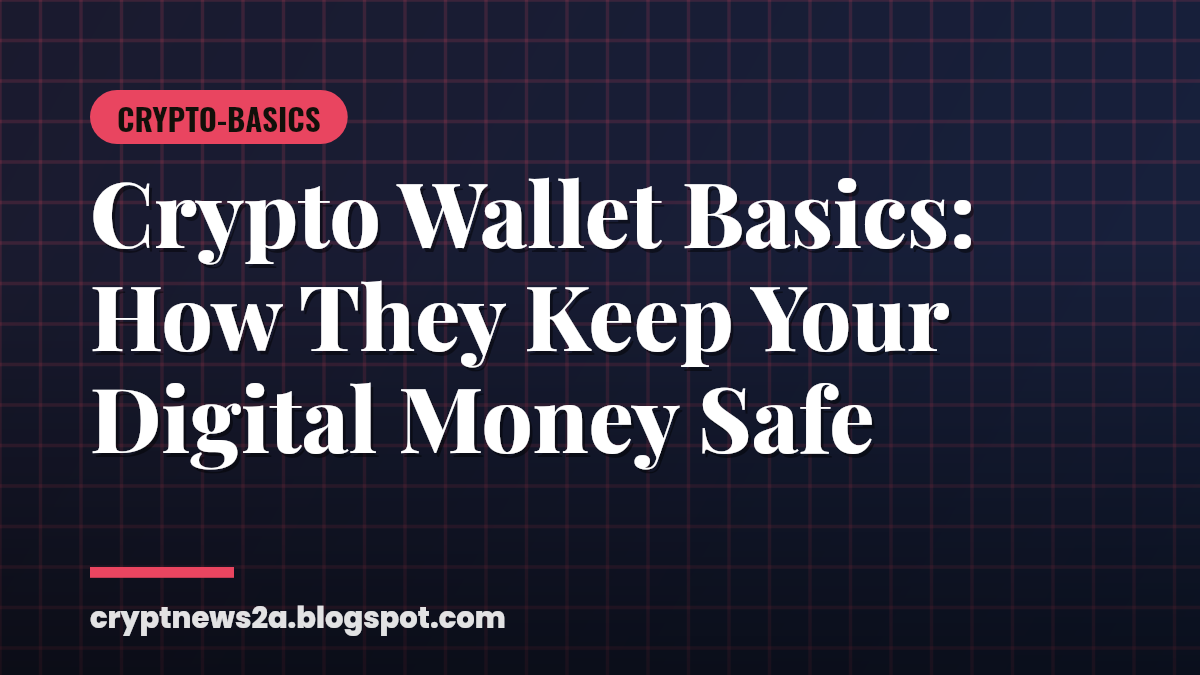 CRYPTO-BASICS
Crypto Wallet Basics:
How They Keep Your
Digital Money Safe
cryptnews2a.blogspot.com